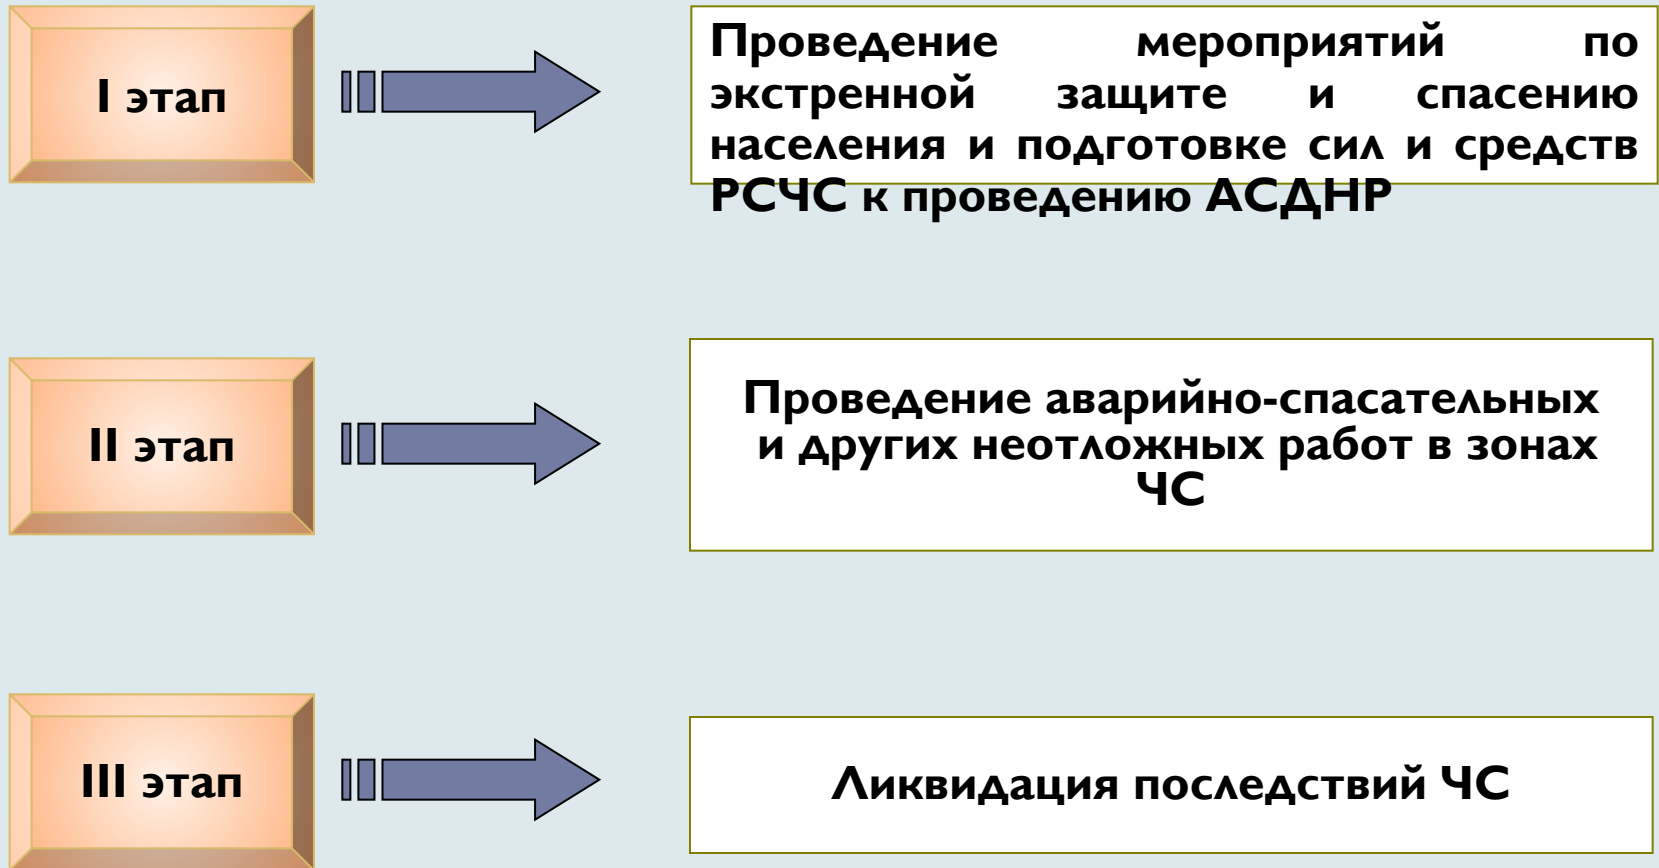 I этап
Проведение мероприятий по
экстренной защите и спасению
населения и подготовке сил и средств
РСЧС к проведению АСДНР
II этап
Проведение аварийно-спасательных
и других неотложных работ в зонах
ЧС
III этап
Ликвидация последствий ЧС